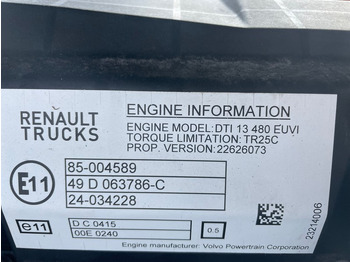 RENAULT
TRUCKS
ENGINE INFORMATION
ENGINE MODEL:DTI 13 480 EUVI
TORQUE LIMITATION: TR25C
PROP. VERSION: 22626073
E11
85-004589
49 D 063786-C
24-034228
e11
D C 0415
00E 0240
0.5
23214006
Engine manufacturer: Volvo Powertrain Corporation